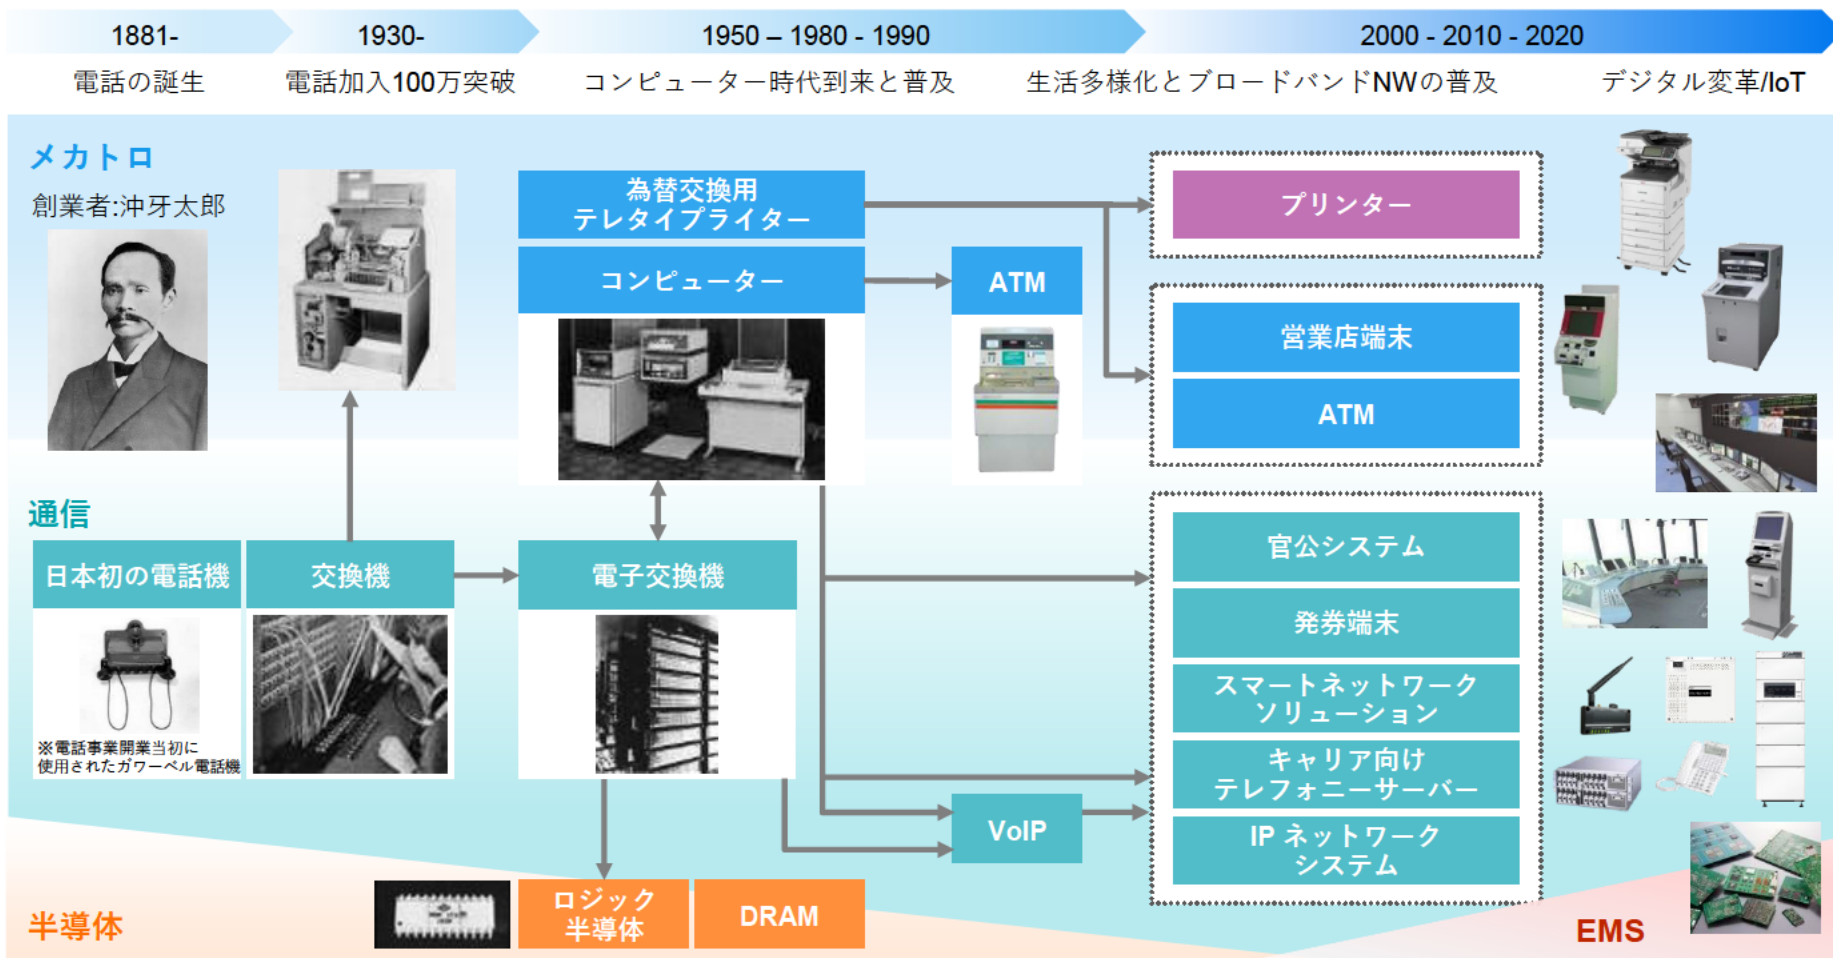 1881-
1930-
1950 – 1980 - 1990
2000 - 2010 - 2020
電話の誕生
電話加入100万突破
コンピューター時代到来と普及
生活多様化とブロードバンドNWの普及
デジタル変革/IoT
メカトロ
創業者:沖牙太郎
為替交換用
テレタイプライター
コンピューター
ATM
プリンター
営業店端末
ATM
通信
日本初の電話機
※電話事業開業当初に
使用されたガワーベル電話機
交換機
電子交換機
VoIP
官公システム
発券端末
スマートネットワーク
ソリューション
キャリア向け
テレフォニーサーバー
IP ネットワーク
システム
半導体
ロジック
半導体
DRAM
EMS